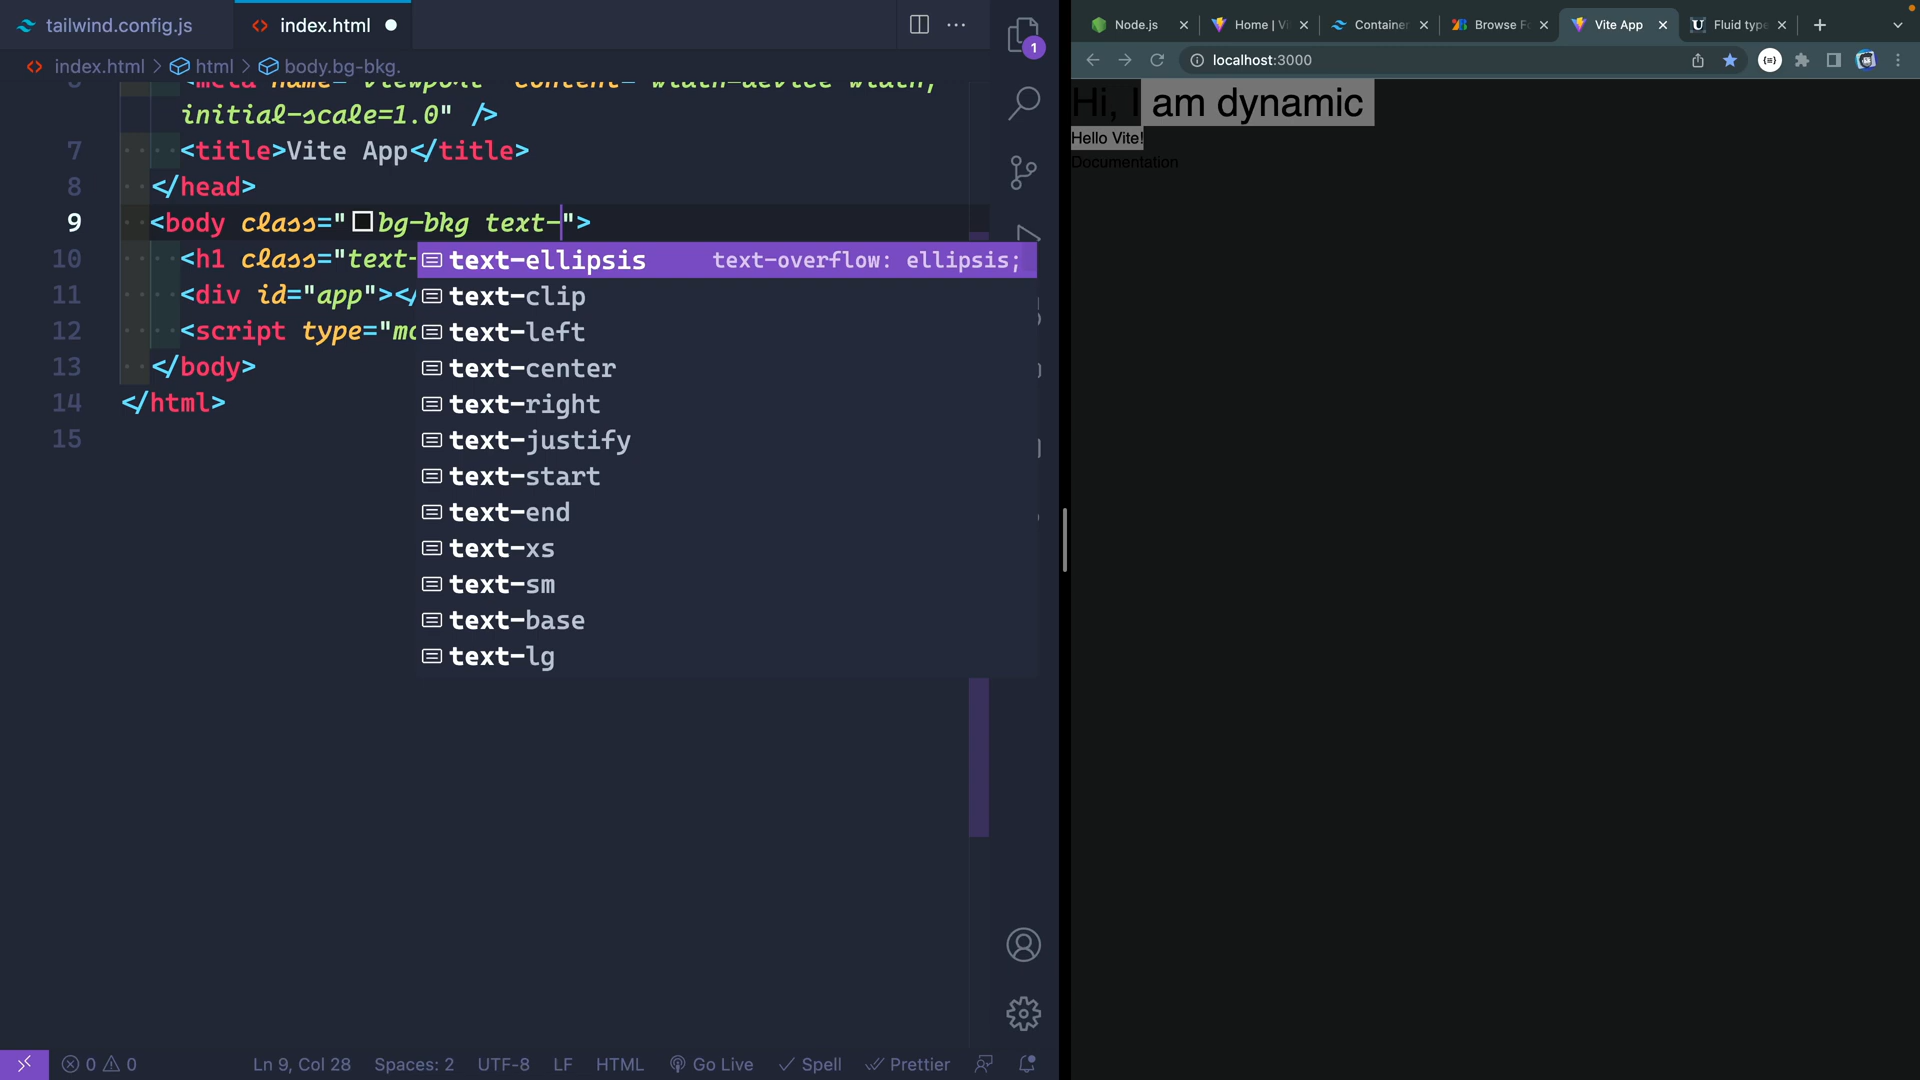 tailwind.config.js
index.html
index.html > html > body.bg-bkg.
initial-scale=1.0" />
7 <title>Vite App</title>
8 </head>
9 <body class="bg-bkg text-">
10 <h1 class="text-
11 <div id="app"></
12 <script type="mo
13 </body>
14 </html>
15
text-ellipsis text-overflow: ellipsis;
text-clip
text-left
text-center
text-right
text-justify
text-start
text-end
text-xs
text-sm
text-base
text-lg
1
0 0
Ln 9, Col 28
Spaces: 2
UTF-8
LF
HTML
Go Live
Spell
Prettier
Node.js
Home | Vi
Container
Browse Fo
Vite App
Fluid type
localhost:3000
Hi, I am dynamic
Hello Vite!
Documentation